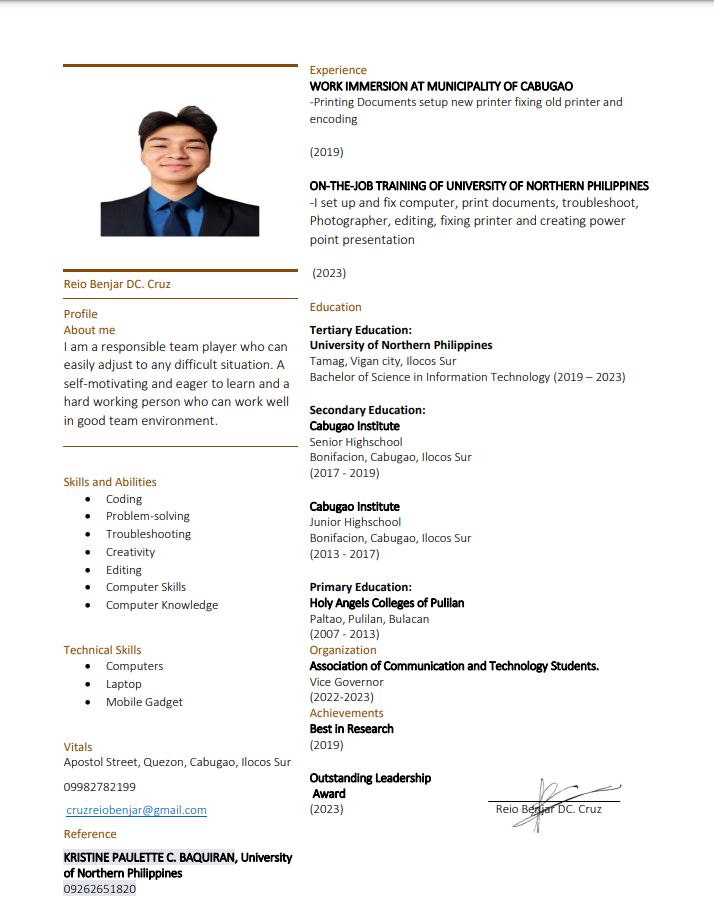 Reio Benjar DC. Cruz
Profile
About me
I am a responsible team player who can
easily adjust to any difficult situation. A
self-motivating and eager to learn and a
hard working person who can work well
in good team environment.
Skills and Abilities
• Coding
• Problem-solving
• Troubleshooting
• Creativity
• Editing
• Computer Skills
• Computer Knowledge
Technical Skills
• Computers
• Laptop
• Mobile Gadget
Vitals
Apostol Street, Quezon, Cabugao, Ilocos Sur
09982782199
cruzreiobenjar@gmail.com
Reference
KRISTINE PAULETTE C. BAQUIRAN, University
of Northern Philippines
09262651820
Experience
WORK IMMERSION AT MUNICIPALITY OF CABUGAO
-Printing Documents setup new printer fixing old printer and
encoding
(2019)
ON-THE-JOB TRAINING OF UNIVERSITY OF NORTHERN PHILIPPINES
-I set up and fix computer, print documents, troubleshoot,
Photographer, editing, fixing printer and creating power
point presentation
(2023)
Education
Tertiary Education:
University of Northern Philippines
Tamag, Vigan city, Ilocos Sur
Bachelor of Science in Information Technology (2019 – 2023)
Secondary Education:
Cabugao Institute
Senior Highschool
Bonifacion, Cabugao, Ilocos Sur
(2017 - 2019)
Cabugao Institute
Junior Highschool
Bonifacion, Cabugao, Ilocos Sur
(2013 - 2017)
Primary Education:
Holy Angels Colleges of Pulilan
Paltao, Pulilan, Bulacan
(2007 - 2013)
Organization
Association of Communication and Technology Students.
Vice Governor
(2022-2023)
Achievements
Best in Research
(2019)
Outstanding Leadership
Award
(2023)
Reio Benjar DC. Cruz